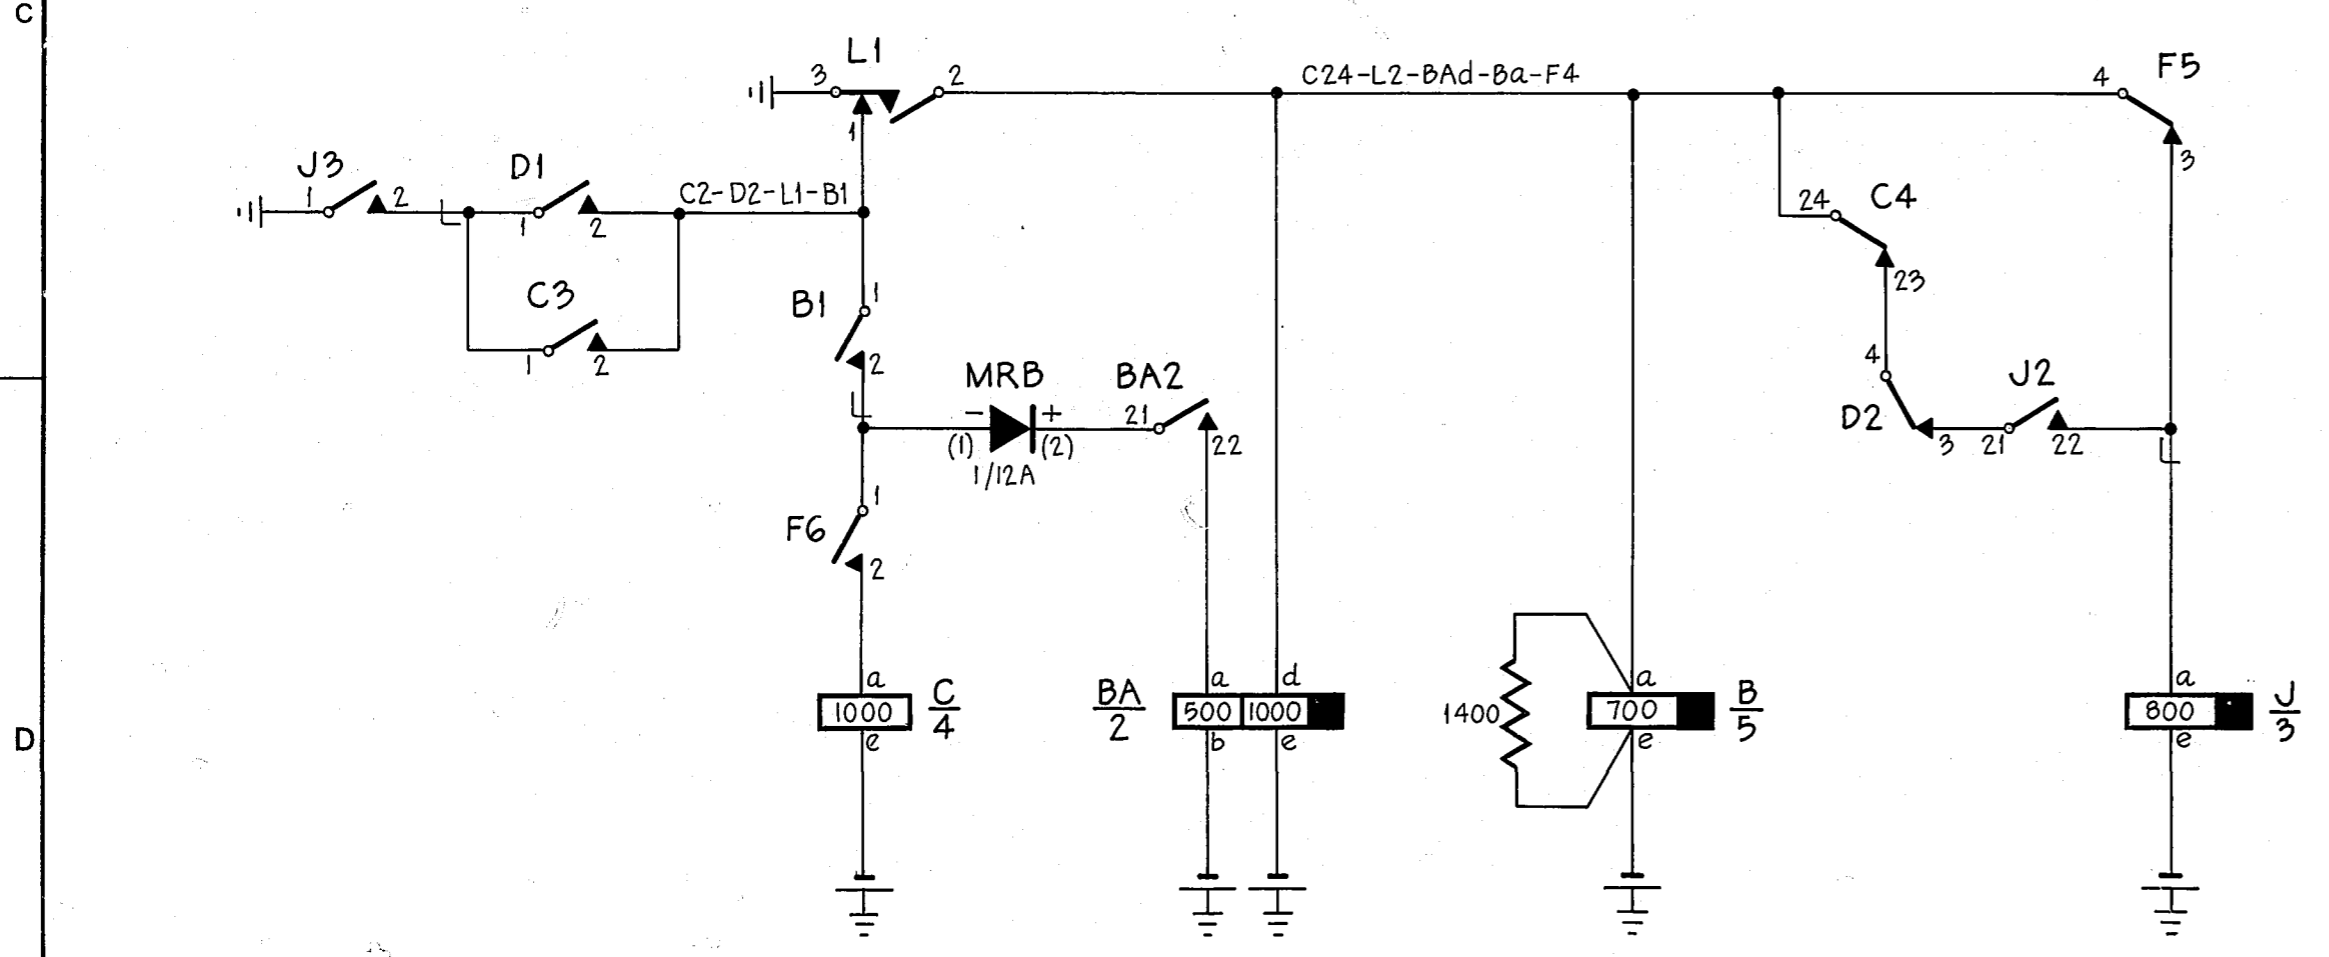 C
L1
3
2
1
C24-L2-BAd-Ba-F4
4
F5
3
J3
1
2
D1
1
2
C2-D2-L1-B1
24
C4
23
C3
1
2
B1
1
2
MRB
-
+
(1)
(2)
1/12A
BA2
21
22
4
D2
3
J2
21
22
F6
1
2
a
1000
e
C
4
BA
2
a
d
500
1000
b
e
1400
a
700
e
B
5
a
800
e
J
3
D